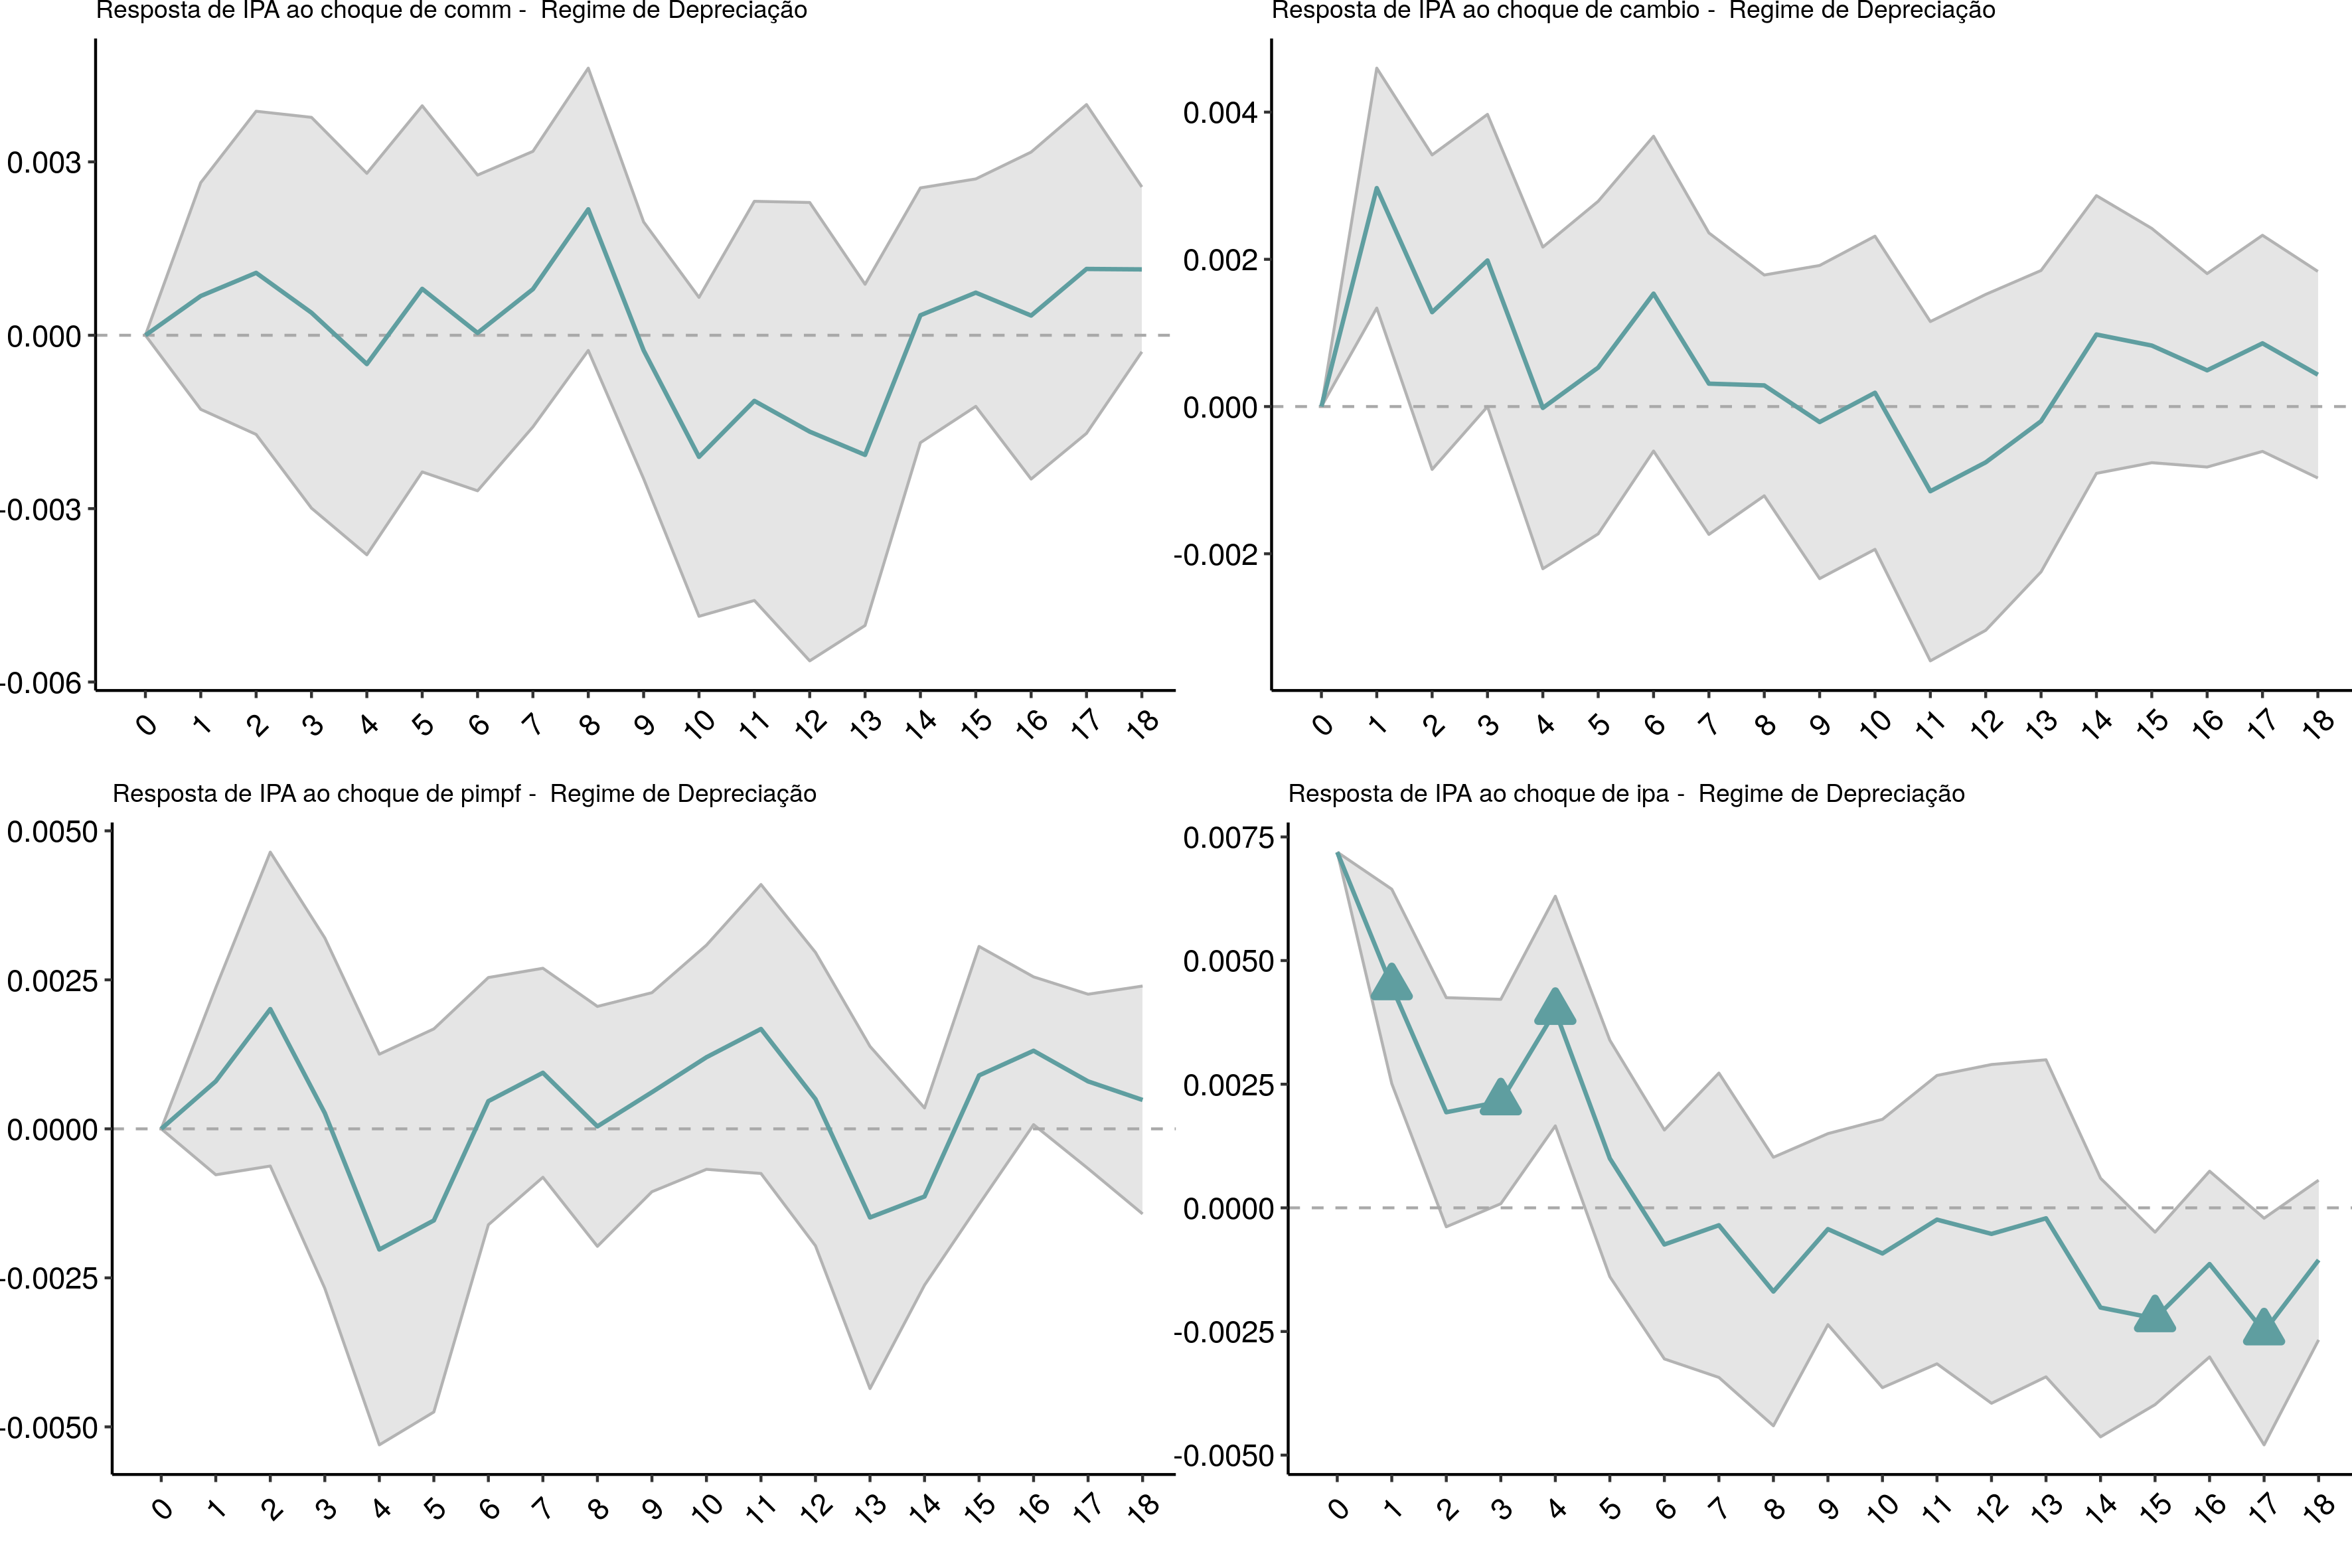 Resposta de IPA ao choque de comm -  Regime de Depreciação
0.003
0.000
-0.003
-0.006
0 1 2 3 4 5 6 7 8 9 10 11 12 13 14 15 16 17 18
Resposta de IPA ao choque de cambio -  Regime de Depreciação
0.004
0.002
0.000
-0.002
0 1 2 3 4 5 6 7 8 9 10 11 12 13 14 15 16 17 18
Resposta de IPA ao choque de pimpf -  Regime de Depreciação
0.0050
0.0025
0.0000
-0.0025
-0.0050
0 1 2 3 4 5 6 7 8 9 10 11 12 13 14 15 16 17 18
Resposta de IPA ao choque de ipa -  Regime de Depreciação
0.0075
0.0050
0.0025
0.0000
-0.0025
-0.0050
0 1 2 3 4 5 6 7 8 9 10 11 12 13 14 15 16 17 18